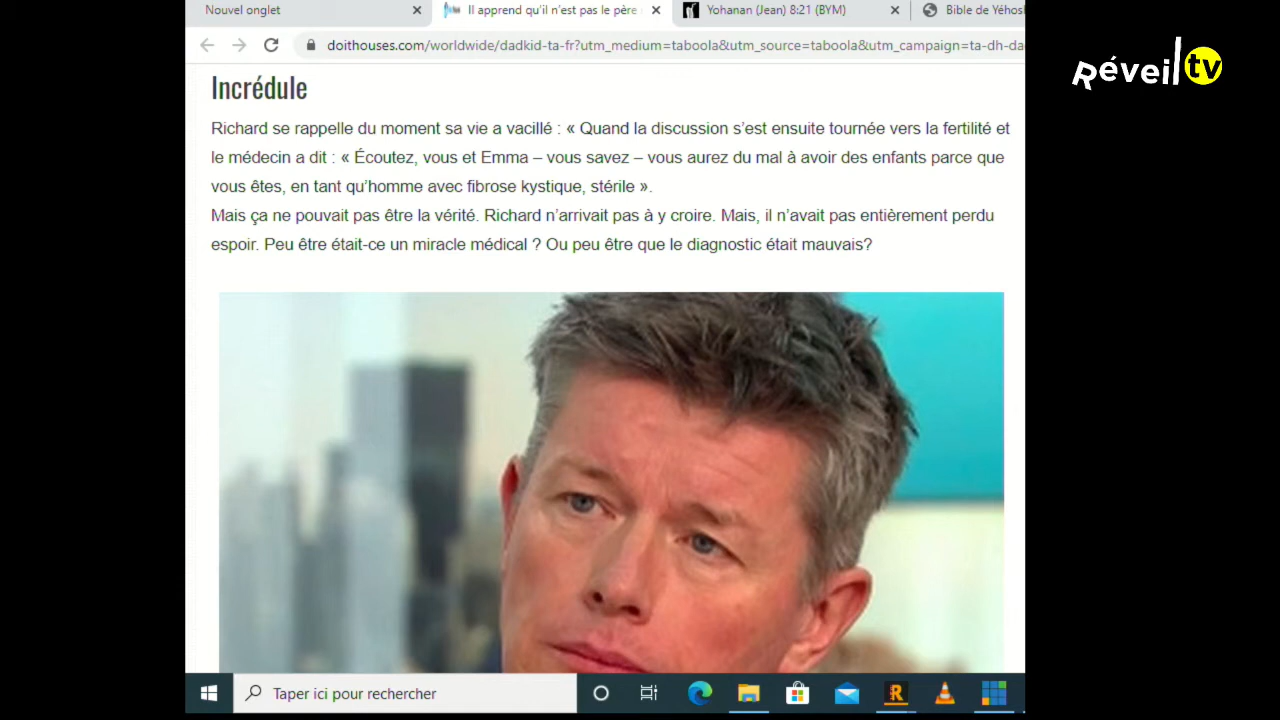 Nouvel onglet
Il apprend qu'il n'est pas le père
Yohanan (Jean) 8:21 (BYM)
Bible de Yéhos
doithouses.com/worldwide/dadkid-ta-fr?utm_medium=taboola&utm_source=taboola&utm_campaign=ta-dh-da
Réveil tv
Incrédule
Richard se rappelle du moment sa vie a vacillé : « Quand la discussion s'est ensuite tournée vers la fertilité et
le médecin a dit : « Écoutez, vous et Emma – vous savez – vous aurez du mal à avoir des enfants parce que
vous êtes, en tant qu'homme avec fibrose kystique, stérile ».
Mais ça ne pouvait pas être la vérité. Richard n'arrivait pas à y croire. Mais, il n'avait pas entièrement perdu
espoir. Peu être était-ce un miracle médical ? Ou peu être que le diagnostic était mauvais?
Taper ici pour rechercher